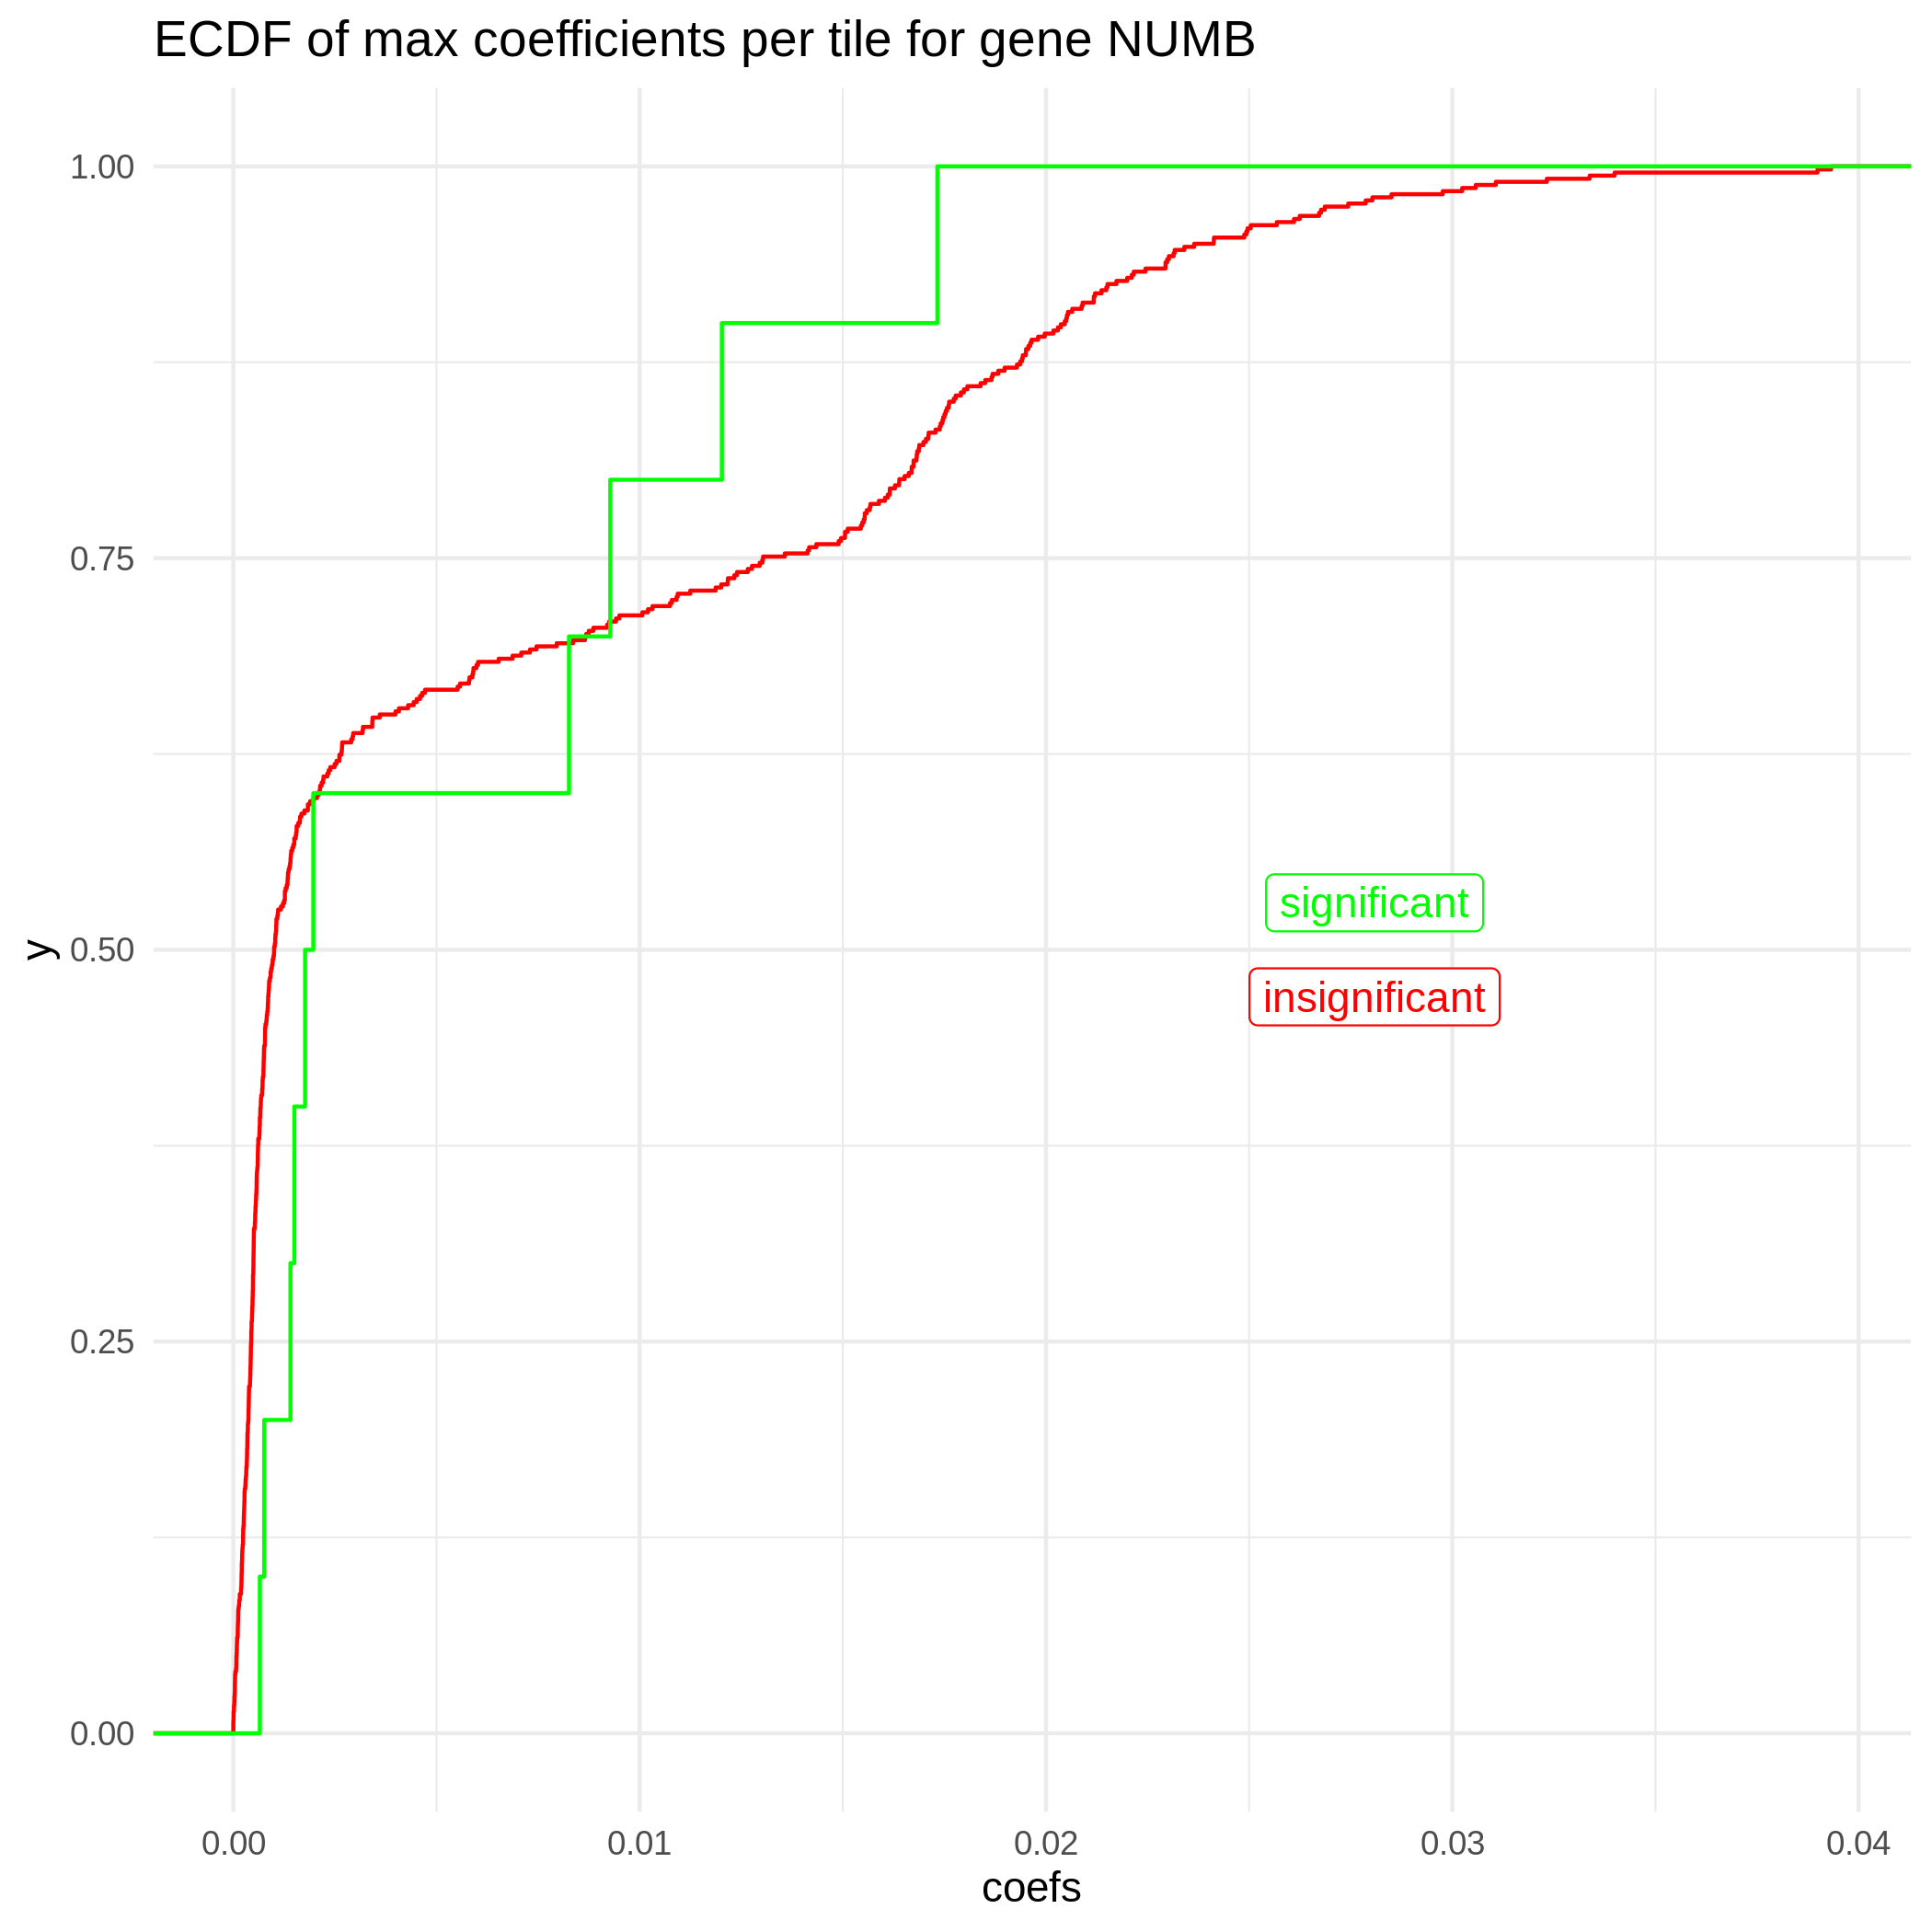 ECDF of max coefficients per tile for gene NUMB
1.00
0.75
0.50
0.25
0.00
y
significant
insignificant
0.00 0.01 0.02 0.03 0.04
coefs